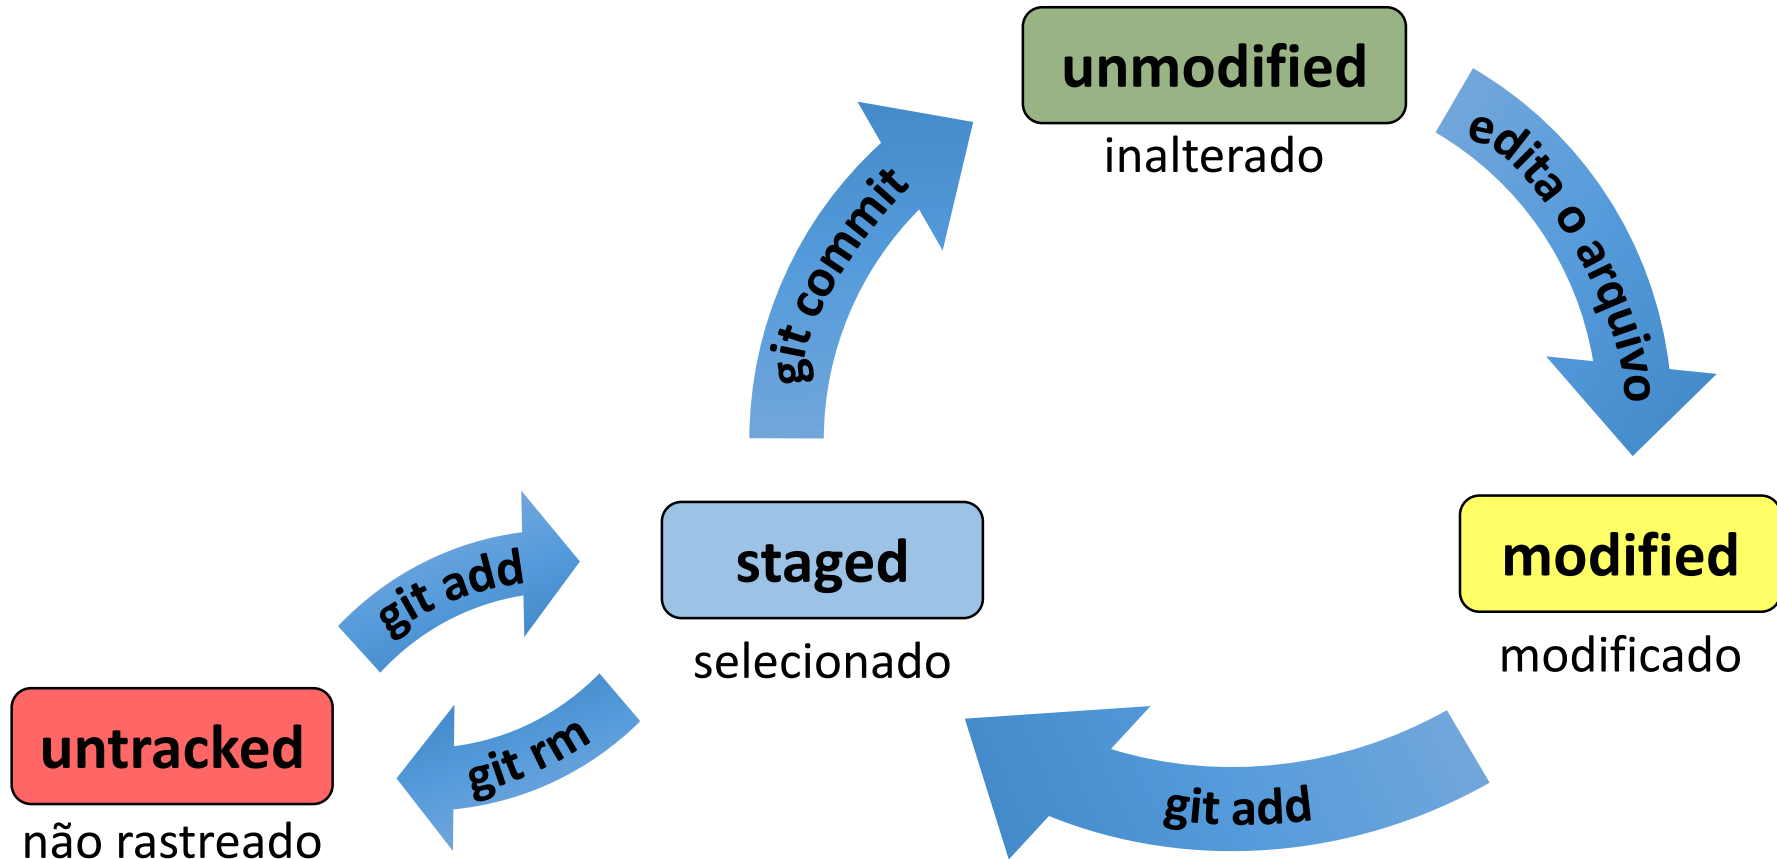 unmodified
inalterado
edita o arquivo
git commit
staged
selecionado
modified
modificado
git add
git rm
untracked
não rastreado
git add